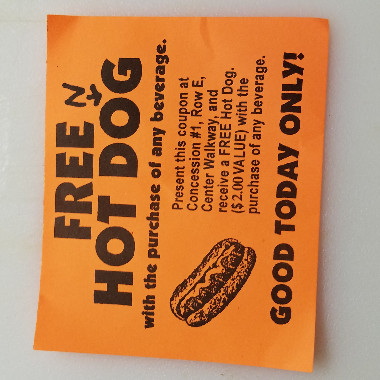 FREE
HOT DOG
with the purchase of any beverage.
Present this coupon at
Concession #1, Row E,
Center Walkway, and
receive a FREE Hot Dog.
($2.00 VALUE) with the
purchase of any beverage.
GOOD TODAY ONLY!